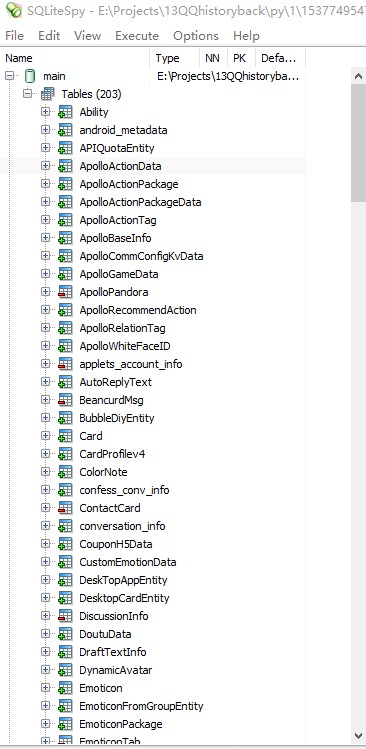 SQLiteSpy - E:\Projects\13QQhistoryback\py\1\153774954
File Edit View Execute Options Help
Name Type NN PK Defa...
main E:\Projects\13QQhistoryba...
Tables (203)
Ability
android_metadata
APIQuotaEntity
ApolloActionData
ApolloActionPackage
ApolloActionPackageData
ApolloActionTag
ApolloBaseInfo
ApolloCommConfigKvData
ApolloGameData
ApolloPandora
ApolloRecommendAction
ApolloRelationTag
ApolloWhiteFaceID
applets_account_info
AutoReplyText
BeancurdMsg
BubbleDiyEntity
Card
CardProfilev4
ColorNote
confess_conv_info
ContactCard
conversation_info
CouponH5Data
CustomEmotionData
DeskTopAppEntity
DesktopCardEntity
DiscussionInfo
DoutuData
DraftTextInfo
DynamicAvatar
Emoticon
EmoticonFromGroupEntity
EmoticonPackage
EmoticonTab